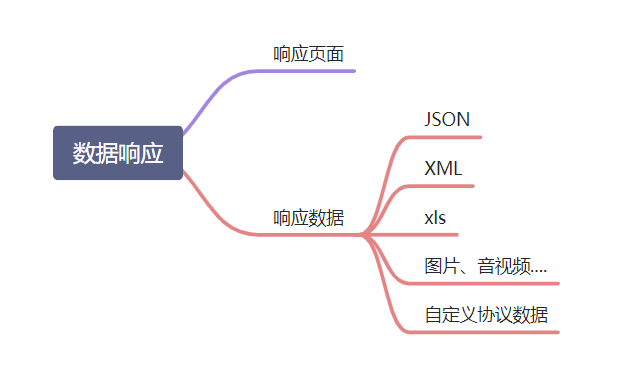 数据响应
响应页面
响应数据
JSON
XML
xls
图片、音视频....
自定义协议数据